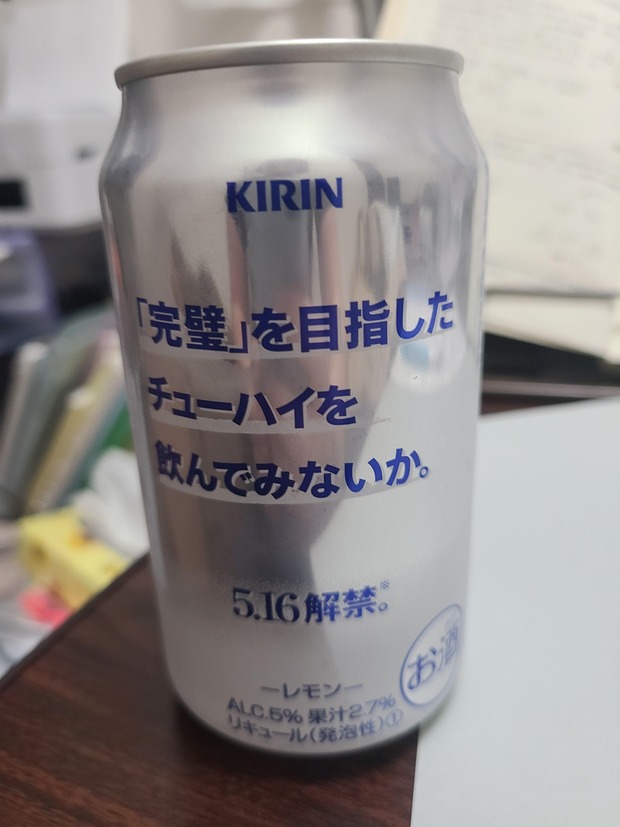 KIRIN
「完璧」を目指した
チューハイを
飲んでみないか。
5.16解禁。※
お酒
ーレモンー
ALC.5% 果汁2.7%
リキュール(発泡性)①